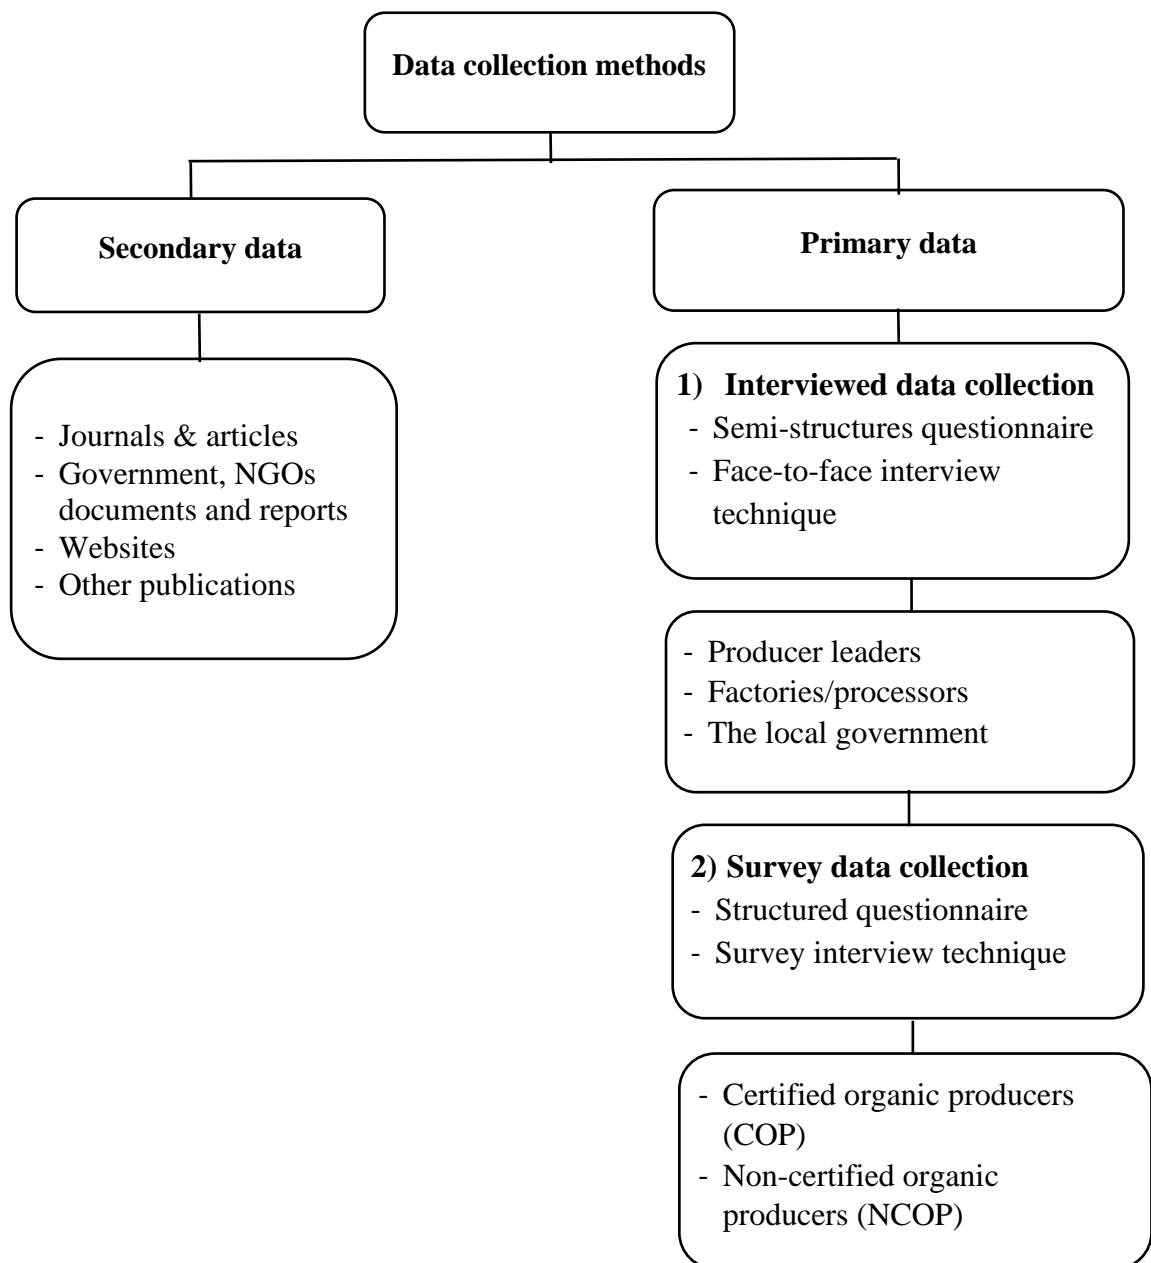 Data collection methods
Secondary data
Primary data
- Journals & articles
- Government, NGOs
documents and reports
- Websites
- Other publications
1) Interviewed data collection
- Semi-structures questionnaire
- Face-to-face interview
technique
- Producer leaders
- Factories/processors
- The local government
2) Survey data collection
- Structured questionnaire
- Survey interview technique
- Certified organic producers
(COP)
- Non-certified organic
producers (NCOP)